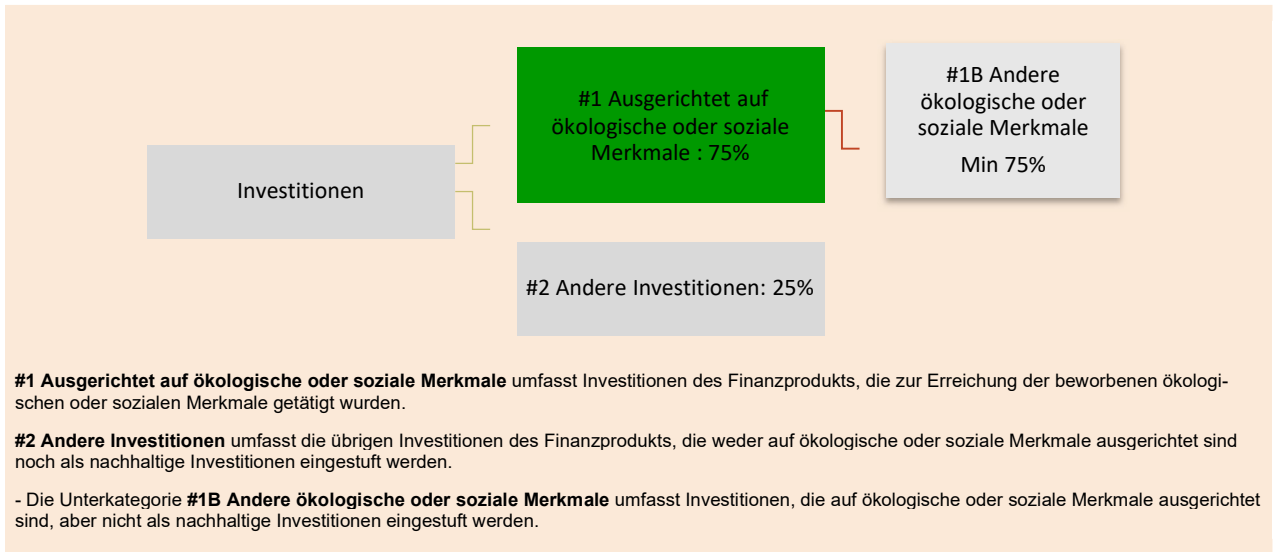 #1 Ausgerichtet auf
ökologische oder soziale
Merkmale : 75%
#1B Andere
ökologische oder
soziale Merkmale
Min 75%
Investitionen
#2 Andere Investitionen: 25%
#1 Ausgerichtet auf ökologische oder soziale Merkmale umfasst Investitionen des Finanzprodukts, die zur Erreichung der beworbenen ökologi-
schen oder sozialen Merkmale getätigt wurden.
#2 Andere Investitionen umfasst die übrigen Investitionen des Finanzprodukts, die weder auf ökologische oder soziale Merkmale ausgerichtet sind
noch als nachhaltige Investitionen eingestuft werden.
- Die Unterkategorie #1B Andere ökologische oder soziale Merkmale umfasst Investitionen, die auf ökologische oder soziale Merkmale ausgerichtet
sind, aber nicht als nachhaltige Investitionen eingestuft werden.